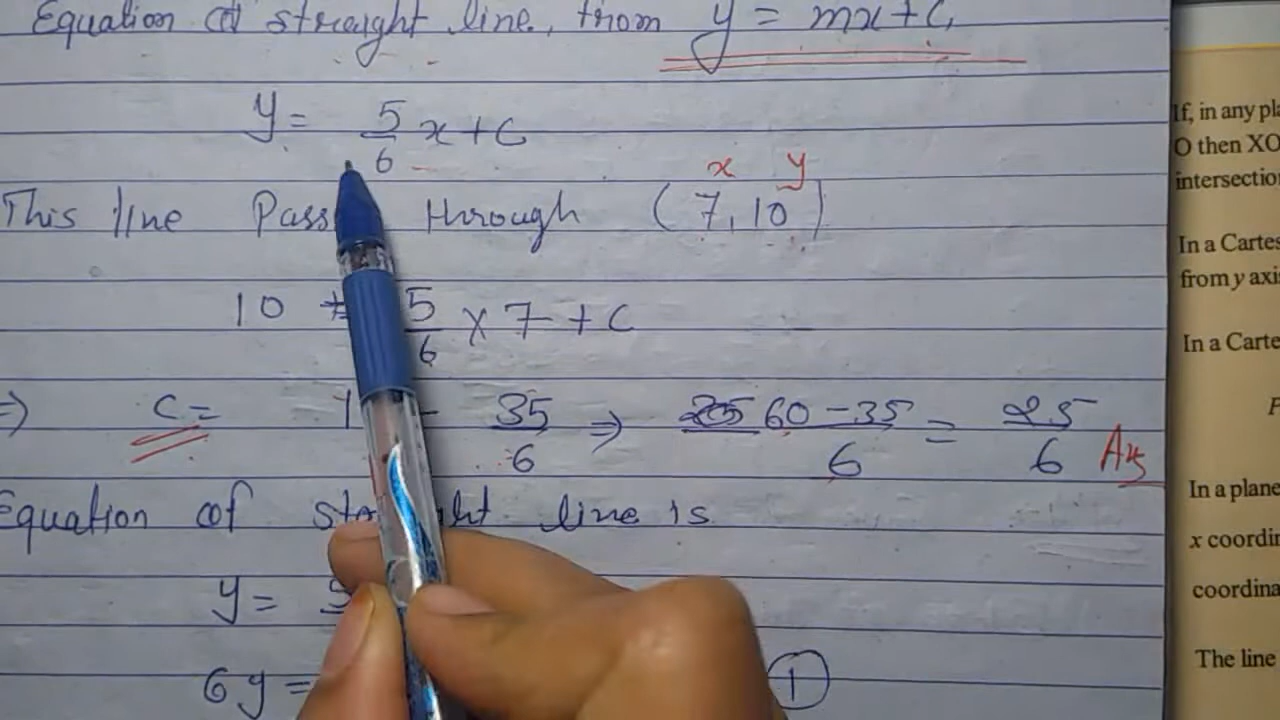 Equation of straight line, from y = mx + c,
y = 5/6 x + c
x y
This line Pass through (7, 10)
10 = 5/6 x 7 + c
=> c = 1 - 35/6 => 60 - 35/6 = 25/6 Ans
Equation of line is
y = 5
6y = 1
If, in any pl
O then XO
intersectio
In a Cartes
from y axi
In a Carte
F
In a plane
x coordin
coordina
The line